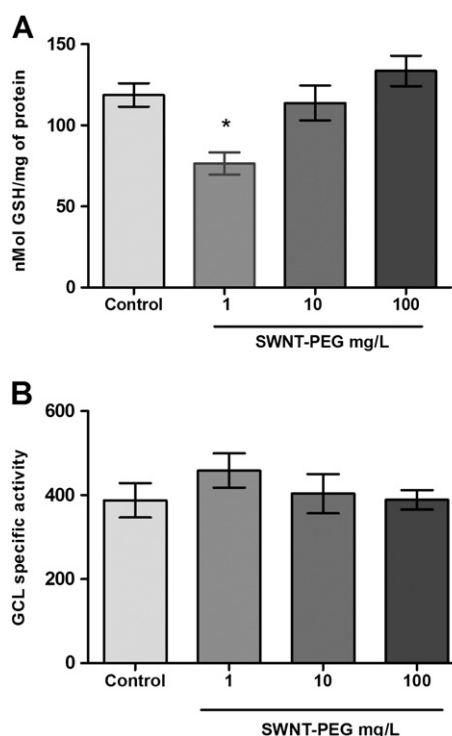 A
nMol GSH/mg of protein
150
100
50
0
*
Control 1 10 100
SWNT-PEG mg/L
B
GCL specific activity
600
400
200
0
Control 1 10 100
SWNT-PEG mg/L